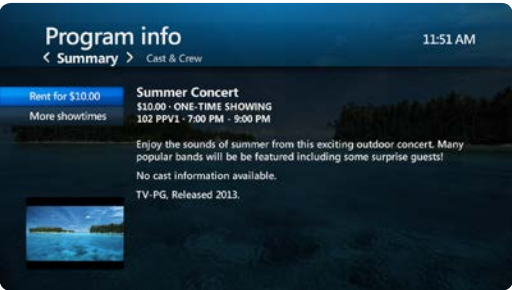 Program info
11:51 AM
< Summary > Cast & Crew
Rent for $10.00
More showtimes
Summer Concert
$10.00 · ONE-TIME SHOWING
102 PPV1 · 7:00 PM - 9:00 PM
Enjoy the sounds of summer from this exciting outdoor concert. Many
popular bands will be be featured including some surprise guests!
No cast information available.
TV-PG, Released 2013.